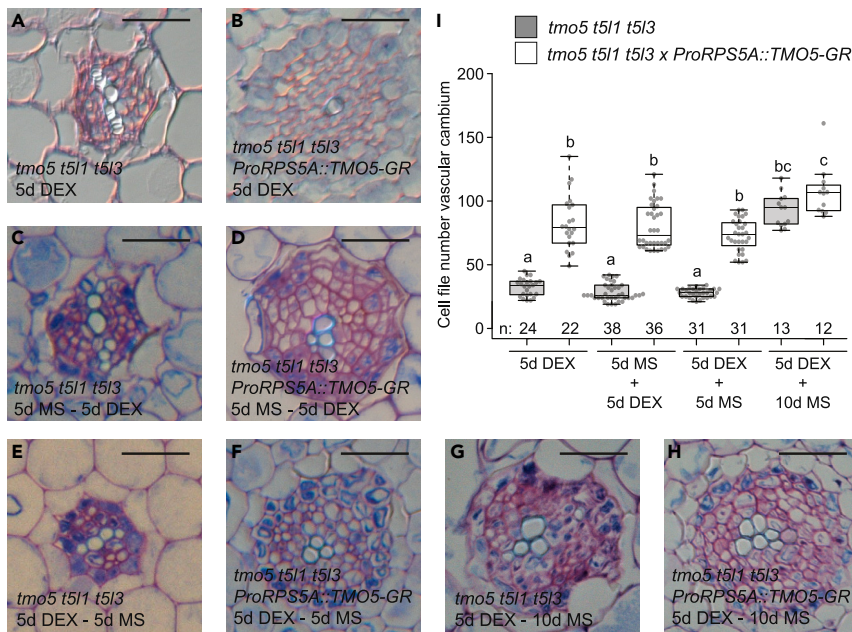 A
tmo5 t5l1 t5l3
5d DEX
B
tmo5 t5l1 t5l3
ProRPS5A::TMO5-GR
5d DEX
C
tmo5 t5l1 t5l3
5d MS - 5d DEX
D
tmo5 t5l1 t5l3
ProRPS5A::TMO5-GR
5d MS - 5d DEX
E
tmo5 t5l1 t5l3
5d DEX - 5d MS
F
tmo5 t5l1 t5l3
ProRPS5A::TMO5-GR
5d DEX - 5d MS
G
tmo5 t5l1 t5l3
5d DEX - 10d MS
H
tmo5 t5l1 t5l3
ProRPS5A::TMO5-GR
5d DEX - 10d MS
I
tmo5 t5l1 t5l3
tmo5 t5l1 t5l3 x ProRPS5A::TMO5-GR
Cell file number vascular cambium
200
150
100
50
0
a b a b a b bc c
n: 24 22 38 36 31 31 13 12
5d DEX 5d MS 5d DEX 5d DEX
+ + +
5d DEX 5d MS 10d MS